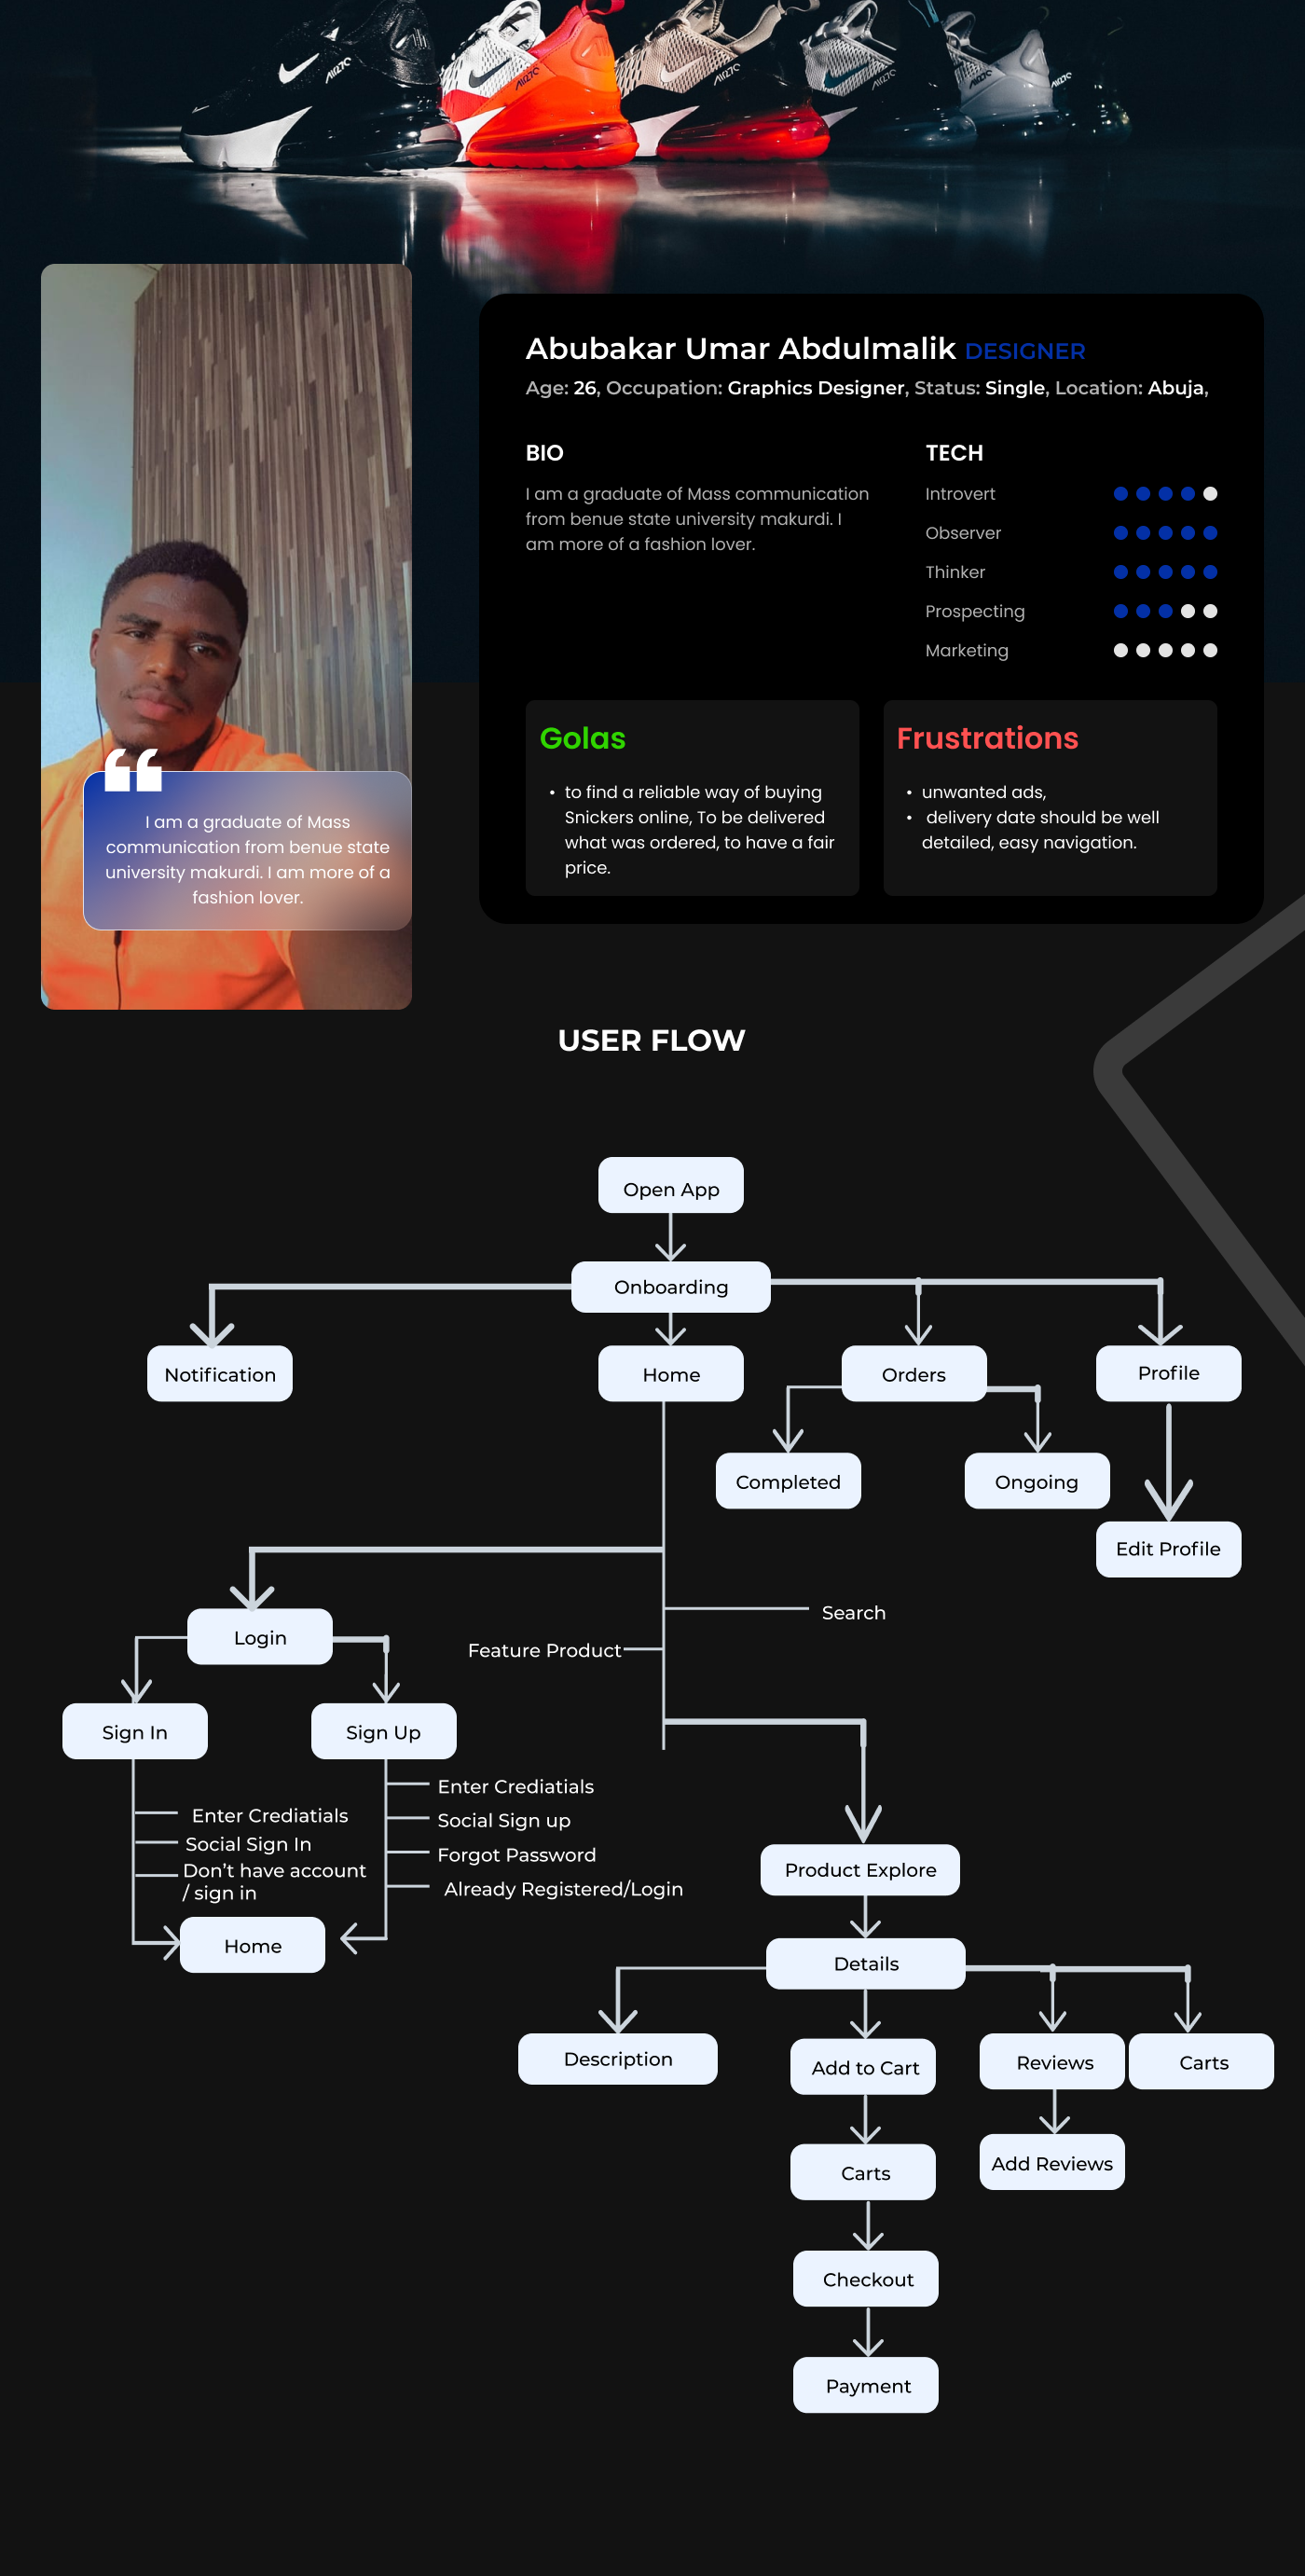 AIR27C
AIR27C
AIR27C
AIR27C
AIR27C
Abubakar Umar Abdulmalik DESIGNER
Age: 26, Occupation: Graphics Designer, Status: Single, Location: Abuja,
BIO
I am a graduate of Mass communication
from benue state university makurdi. I
am more of a fashion lover.
TECH
Introvert
Observer
Thinker
Prospecting
Marketing
Golas
• to find a reliable way of buying
Snickers online, To be delivered
what was ordered, to have a fair
price.
Frustrations
• unwanted ads,
• delivery date should be well
detailed, easy navigation.
I am a graduate of Mass
communication from benue state
university makurdi. I am more of a
fashion lover.
USER FLOW
Open App
Onboarding
Notification
Home
Orders
Profile
Completed
Ongoing
Edit Profile
Login
Search
Feature Product
Sign In
Sign Up
Enter Crediatials
Social Sign In
Don't have account
/ sign in
Enter Crediatials
Social Sign up
Forgot Password
Already Registered/Login
Home
Product Explore
Details
Description
Add to Cart
Reviews
Carts
Carts
Add Reviews
Checkout
Payment